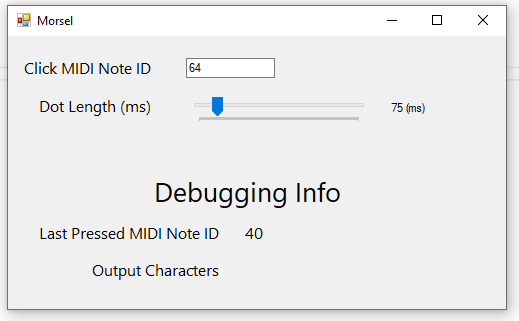 Morsel
Click MIDI Note ID 64
Dot Length (ms) 75 (ms)
Debugging Info
Last Pressed MIDI Note ID 40
Output Characters